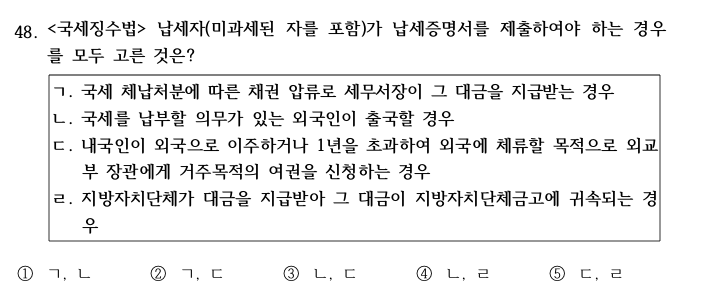 48. <국세징수법> 납세자(미과세된 자를 포함)가 납세증명서를 제출하여야 하는 경우
를 모두 고른 것은?
ㄱ. 국세 체납처분에 따른 채권 압류로 세무서장이 그 대금을 지급받는 경우
ㄴ. 국세를 납부할 의무가 있는 외국인이 출국할 경우
ㄷ. 내국인이 외국으로 이주하거나 1년을 초과하여 외국에 체류할 목적으로 외교
부 장관에게 거주목적의 여권을 신청하는 경우
ㄹ. 지방자치단체가 대금을 지급받아 그 대금이 지방자치단체금고에 귀속되는 경
우
① ㄱ, ㄴ ② ㄱ, ㄷ ③ ㄴ, ㄷ ④ ㄴ, ㄹ ⑤ ㄷ, ㄹ